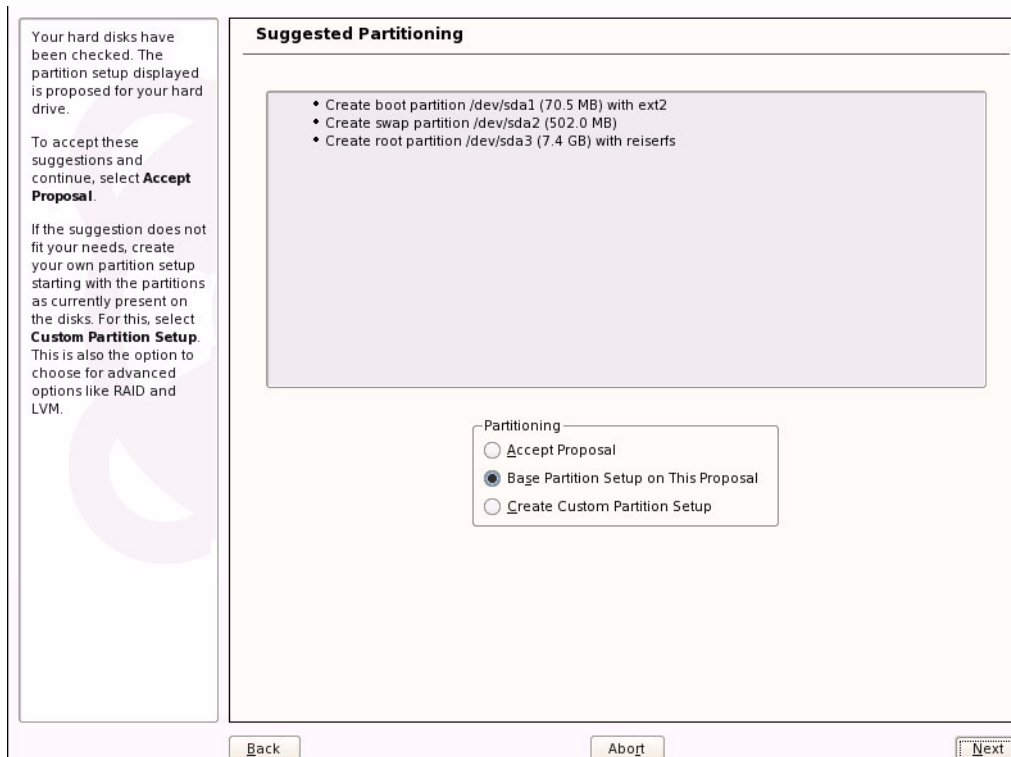 Your hard disks have
been checked. The
partition setup displayed
is proposed for your hard
drive.
To accept these
suggestions and
continue, select Accept
Proposal.
If the suggestion does not
fit your needs, create
your own partition setup
starting with the partitions
as currently present on
the disks. For this, select
Custom Partition Setup.
This is also the option to
choose for advanced
options like RAID and
LVM.
Suggested Partitioning
• Create boot partition /dev/sda1 (70.5 MB) with ext2
• Create swap partition /dev/sda2 (502.0 MB)
• Create root partition /dev/sda3 (7.4 GB) with reiserfs
Partitioning
Accept Proposal
Base Partition Setup on This Proposal
Create Custom Partition Setup
Back
Abort
Next